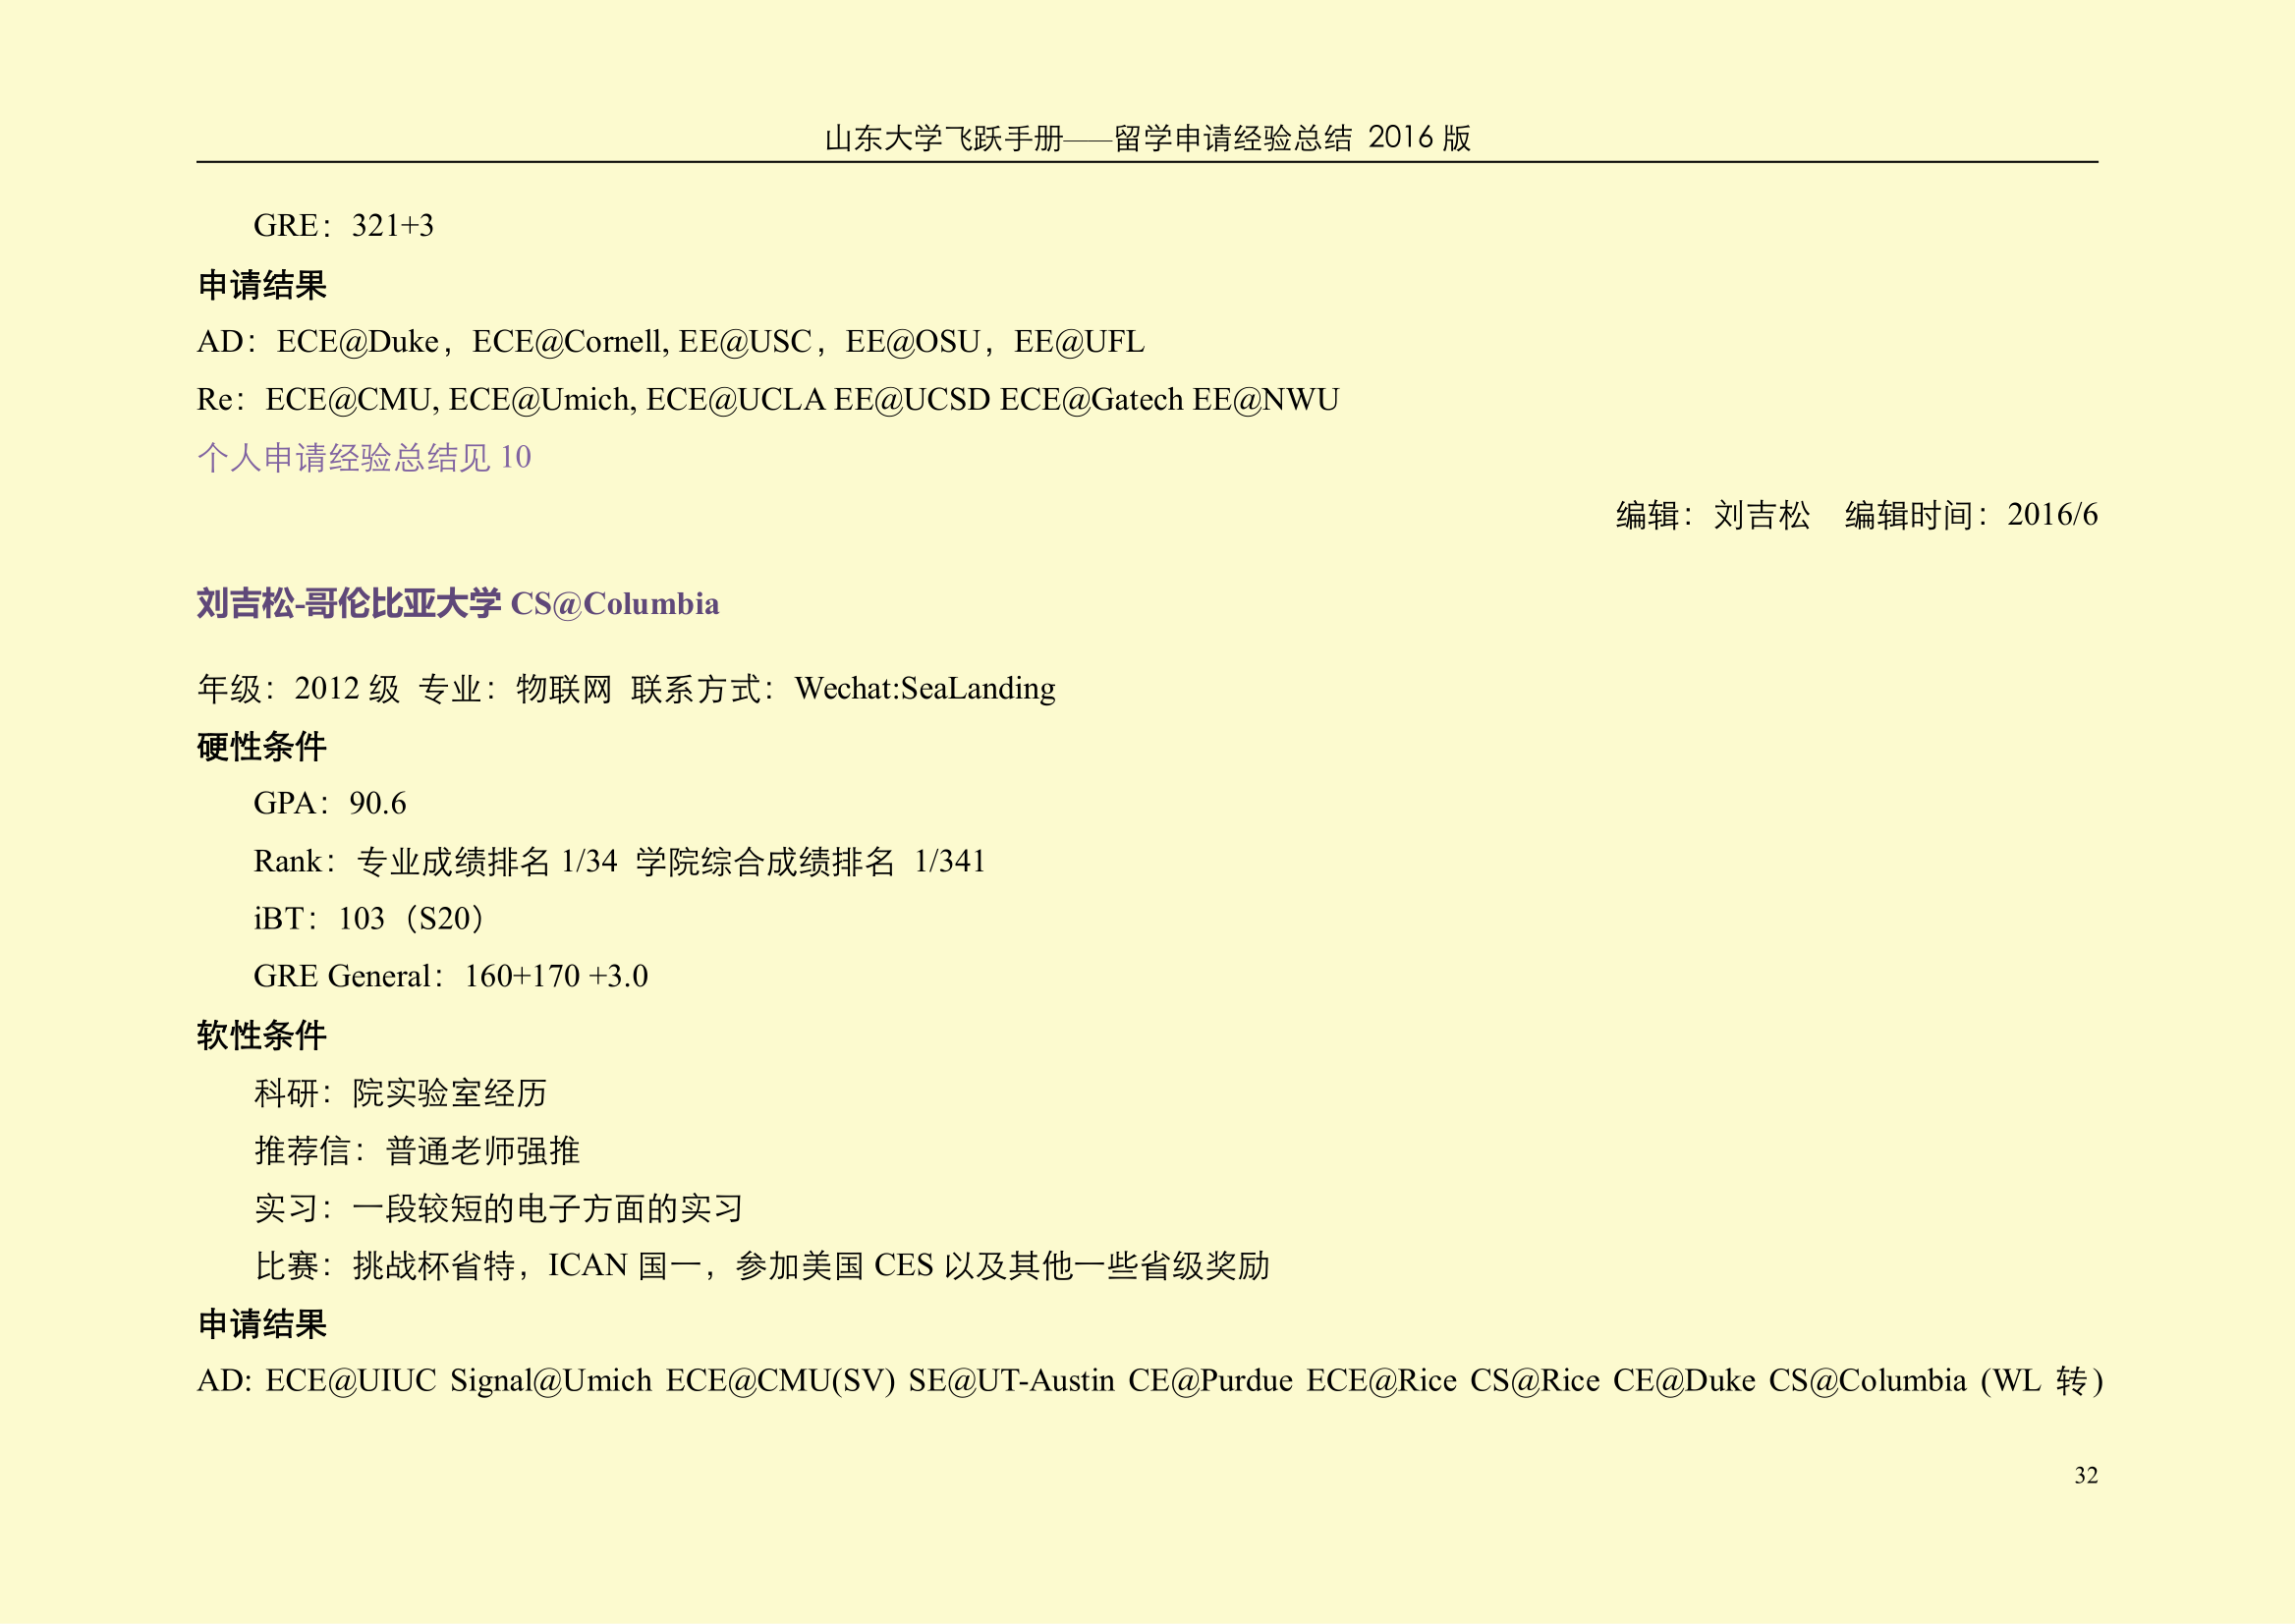 山东大学飞跃手册——留学申请经验总结 2016 版
GRE：321+3
申请结果
AD：ECE@Duke，ECE@Cornell, EE@USC，EE@OSU，EE@UFL
Re：ECE@CMU, ECE@Umich, ECE@UCLA EE@UCSD ECE@Gatech EE@NWU
个人申请经验总结见 10
编辑：刘吉松 编辑时间：2016/6
刘吉松-哥伦比亚大学 CS@Columbia
年级：2012 级 专业：物联网 联系方式：Wechat:SeaLanding
硬性条件
GPA：90.6
Rank：专业成绩排名 1/34 学院综合成绩排名 1/341
iBT：103（S20）
GRE General：160+170 +3.0
软性条件
科研：院实验室经历
推荐信：普通老师强推
实习：一段较短的电子方面的实习
比赛：挑战杯省特，ICAN 国一，参加美国 CES 以及其他一些省级奖励
申请结果
AD: ECE@UIUC Signal@Umich ECE@CMU(SV) SE@UT-Austin CE@Purdue ECE@Rice CS@Rice CE@Duke CS@Columbia (WL 转)
32